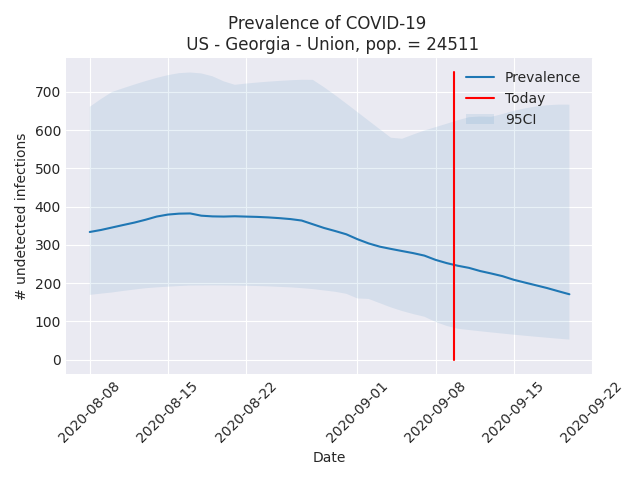 Prevalence of COVID-19
US - Georgia - Union, pop. = 24511
Prevalence
Today
95CI
# undetected infections
700
600
500
400
300
200
100
0
2020-08-08
2020-08-15
2020-08-22
2020-09-01
2020-09-08
2020-09-15
2020-09-22
Date